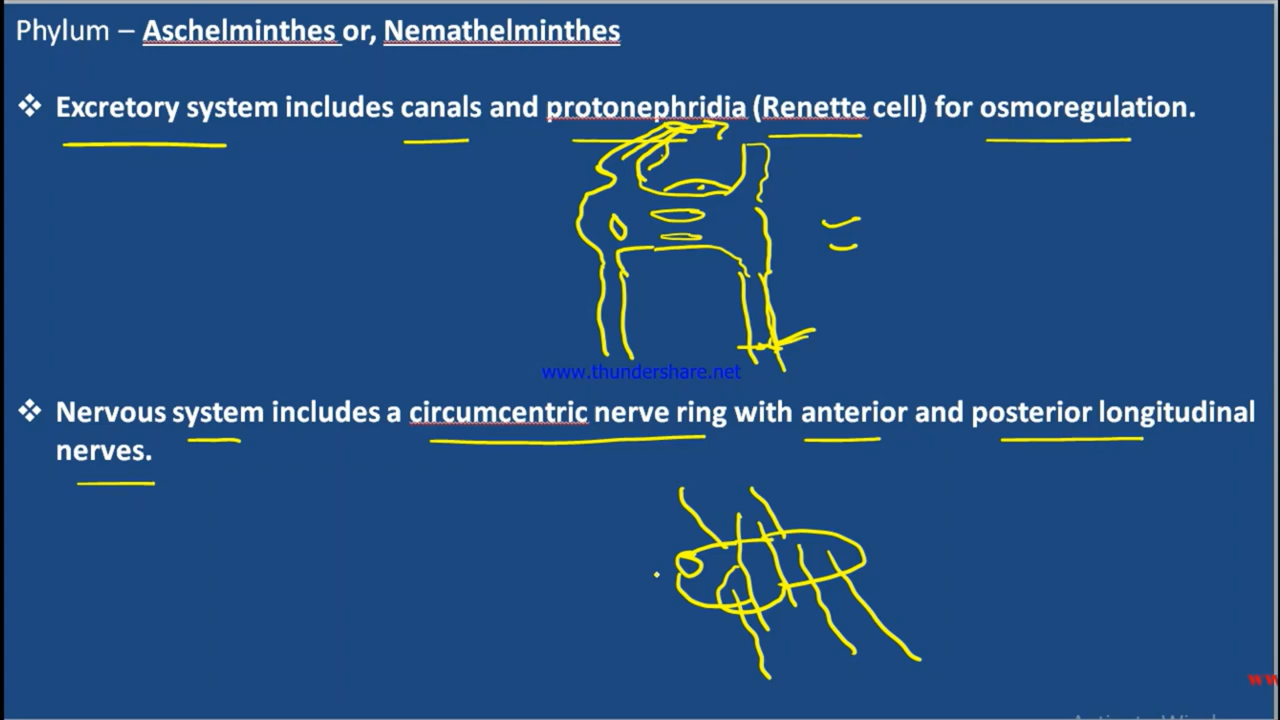 Phylum – Aschelminthes or, Nemathelminthes
❖ Excretory system includes canals and protonephridia (Renette cell) for osmoregulation.
www.thundershare.net
❖ Nervous system includes a circumcentric nerve ring with anterior and posterior longitudinal
nerves.